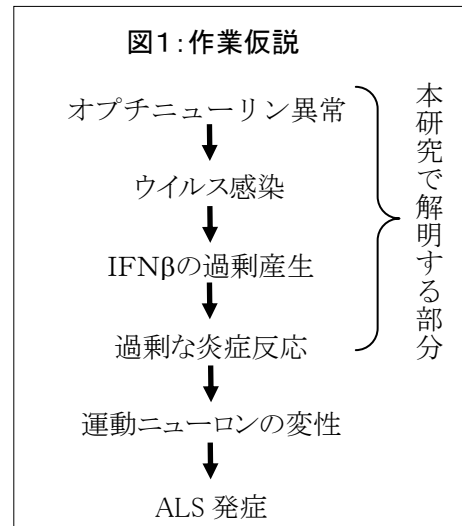 図1:作業仮説
オプチニューリン異常
ウイルス感染
IFNβの過剰産生
過剰な炎症反応
運動ニューロンの変性
ALS 発症
本研究で解明する部分